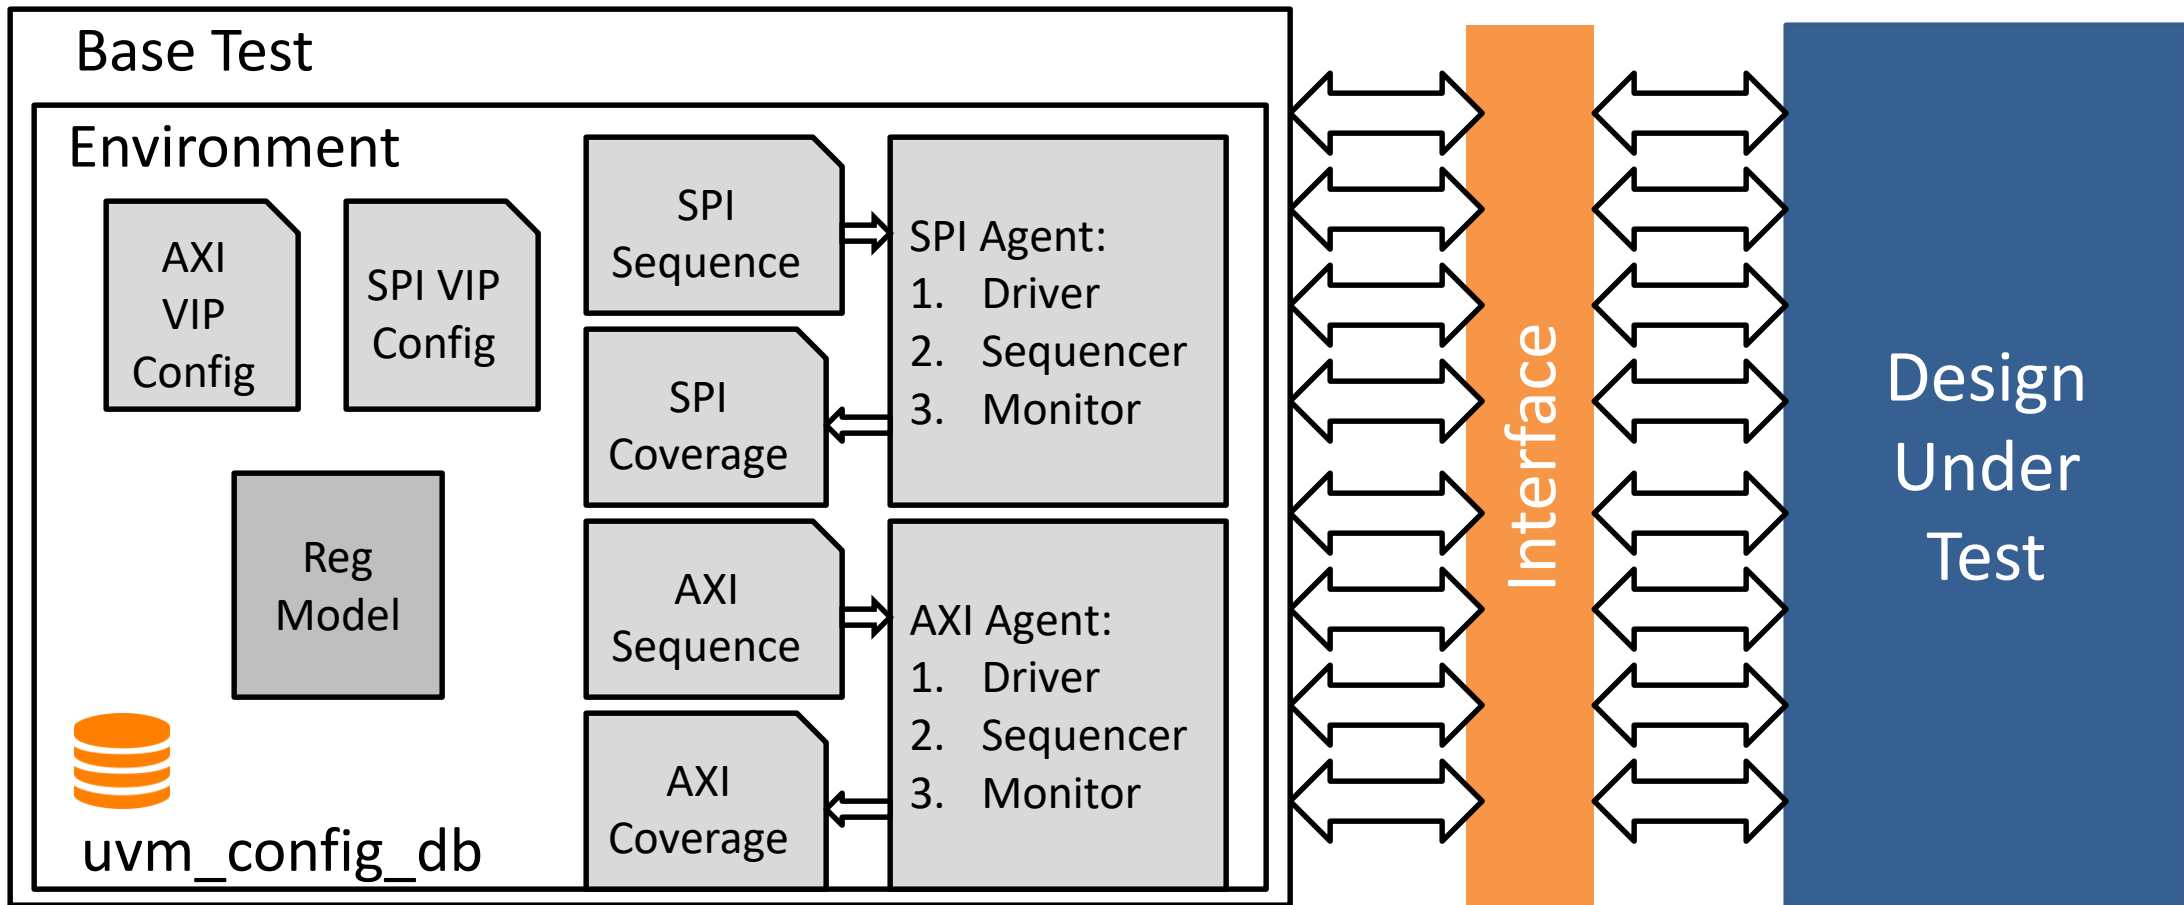 Base Test
Environment
AXI
VIP
Config
SPI VIP
Config
Reg
Model
uvm_config_db
SPI
Sequence
SPI
Coverage
AXI
Sequence
AXI
Coverage
SPI Agent:
1. Driver
2. Sequencer
3. Monitor
AXI Agent:
1. Driver
2. Sequencer
3. Monitor
Interface
Design
Under
Test